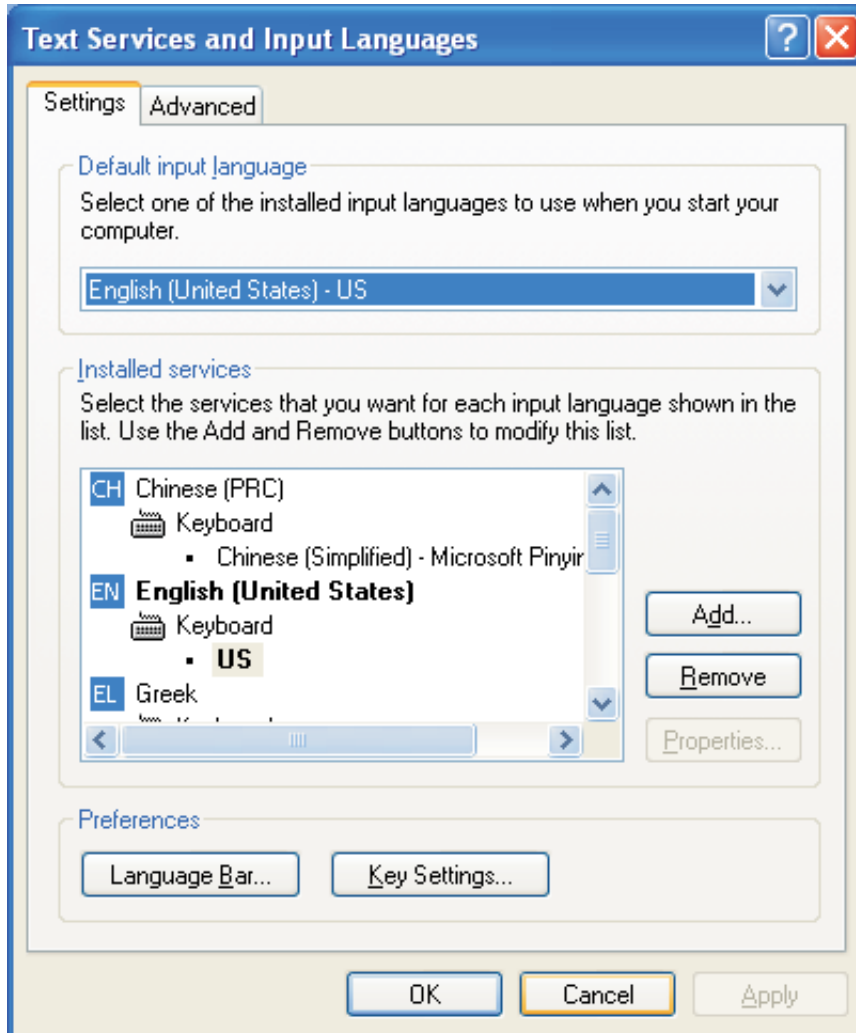 Text Services and Input Languages
Settings
Advanced
Default input language
Select one of the installed input languages to use when you start your
computer.
English (United States) - US
Installed services
Select the services that you want for each input language shown in the
list. Use the Add and Remove buttons to modify this list.
CH Chinese (PRC)
Keyboard
Chinese (Simplified) - Microsoft
EN English (United States)
Keyboard
US
EL Greek
Add...
Remove
Properties...
Preferences
Language Bar...
Key Settings...
OK
Cancel
Apply